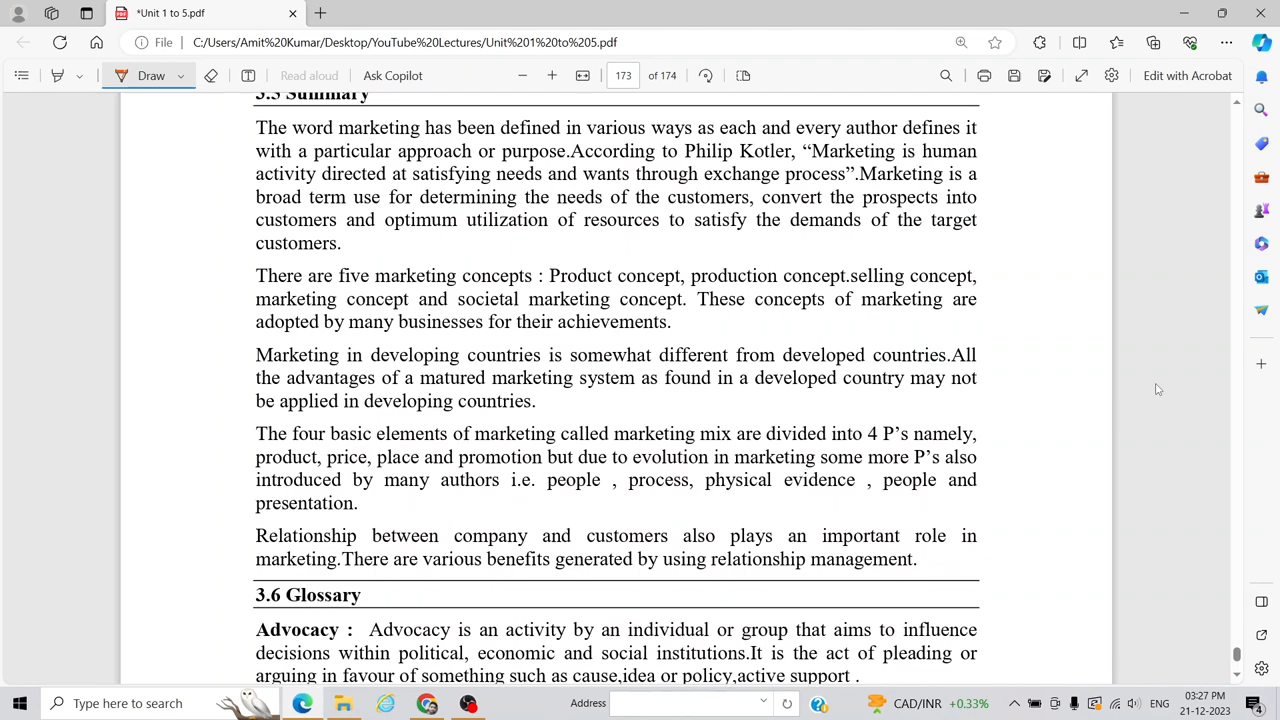 *Unit 1 to 5.pdf
File
C:/Users/Amit%20Kumar/Desktop/YouTube%20Lectures/Unit%201%20to%205.pdf
Draw
Read aloud
Ask Copilot
173 of 174
Edit with Acrobat
3.5 Summary
The word marketing has been defined in various ways as each and every author defines it
with a particular approach or purpose.According to Philip Kotler, “Marketing is human
activity directed at satisfying needs and wants through exchange process”.Marketing is a
broad term use for determining the needs of the customers, convert the prospects into
customers and optimum utilization of resources to satisfy the demands of the target
customers.
There are five marketing concepts : Product concept, production concept.selling concept,
marketing concept and societal marketing concept. These concepts of marketing are
adopted by many businesses for their achievements.
Marketing in developing countries is somewhat different from developed countries.All
the advantages of a matured marketing system as found in a developed country may not
be applied in developing countries.
The four basic elements of marketing called marketing mix are divided into 4 P’s namely,
product, price, place and promotion but due to evolution in marketing some more P’s also
introduced by many authors i.e. people , process, physical evidence , people and
presentation.
Relationship between company and customers also plays an important role in
marketing.There are various benefits generated by using relationship management.
3.6 Glossary
Advocacy : Advocacy is an activity by an individual or group that aims to influence
decisions within political, economic and social institutions.It is the act of pleading or
arguing in favour of something such as cause,idea or policy,active support .
Type here to search
Address
CAD/INR +0.33%
ENG
03:27 PM
21-12-2023
4